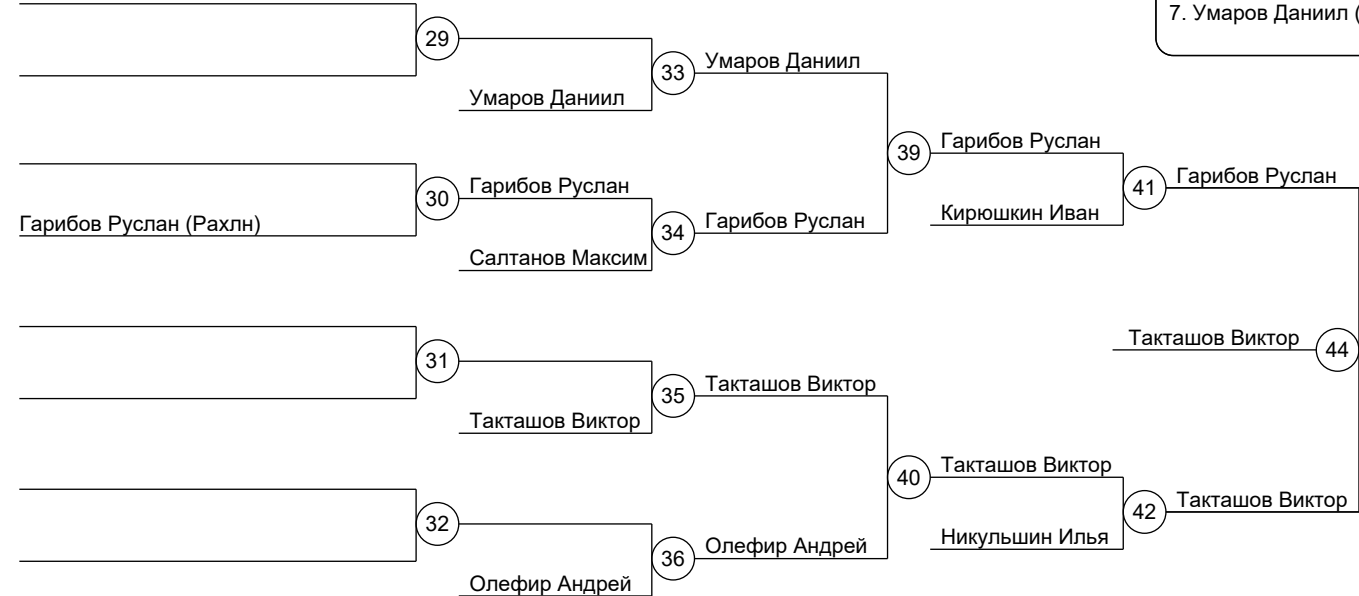 7. Умаров Даниил (
29
33
Умаров Даниил
Умаров Даниил
39
Гарибов Руслан
30
Гарибов Руслан
41
Гарибов Руслан
Гарибов Руслан (Рахлн)
34
Гарибов Руслан
Кирюшкин Иван
Салтанов Максим
Такташов Виктор
44
31
35
Такташов Виктор
Такташов Виктор
40
Такташов Виктор
42
Такташов Виктор
32
Никульшин Илья
36
Олефир Андрей
Олефир Андрей